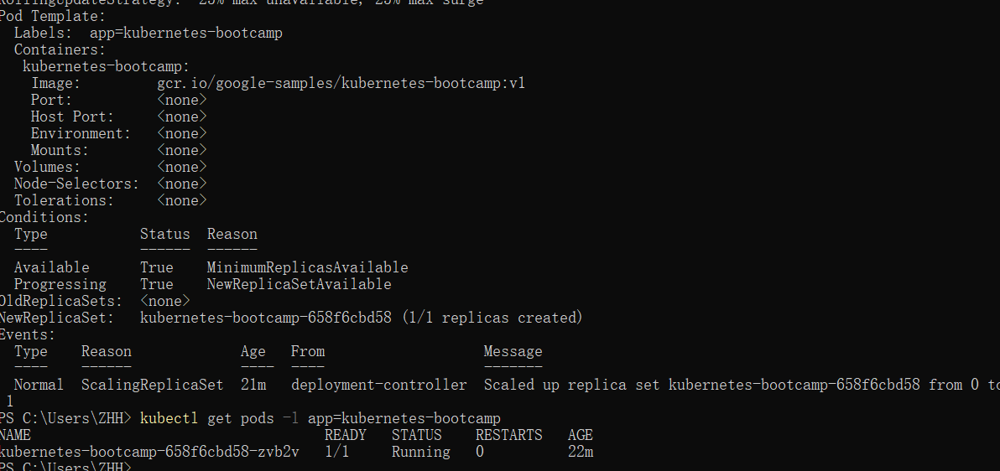 RollingUpdateStrategy:  25% max unavailable, 25% max surge
Pod Template:
  Labels:  app=kubernetes-bootcamp
  Containers:
   kubernetes-bootcamp:
    Image:         gcr.io/google-samples/kubernetes-bootcamp:v1
    Port:          <none>
    Host Port:     <none>
    Environment:   <none>
    Mounts:        <none>
  Volumes:         <none>
  Node-Selectors:  <none>
  Tolerations:     <none>
Conditions:
  Type           Status  Reason
  ----           ------  ------
  Available      True    MinimumReplicasAvailable
  Progressing    True    NewReplicaSetAvailable
OldReplicaSets:  <none>
NewReplicaSet:   kubernetes-bootcamp-658f6cbd58 (1/1 replicas created)
Events:
  Type    Reason             Age   From                   Message
  ----    ------             ----  ----                   -------
  Normal  ScalingReplicaSet  21m   deployment-controller  Scaled up replica set kubernetes-bootcamp-658f6cbd58 from 0 to
 1
PS C:\Users\ZHH> kubectl get pods -l app=kubernetes-bootcamp
NAME                                   READY   STATUS    RESTARTS   AGE
kubernetes-bootcamp-658f6cbd58-zvb2v   1/1     Running   0          22m
PS C:\Users\ZHH>